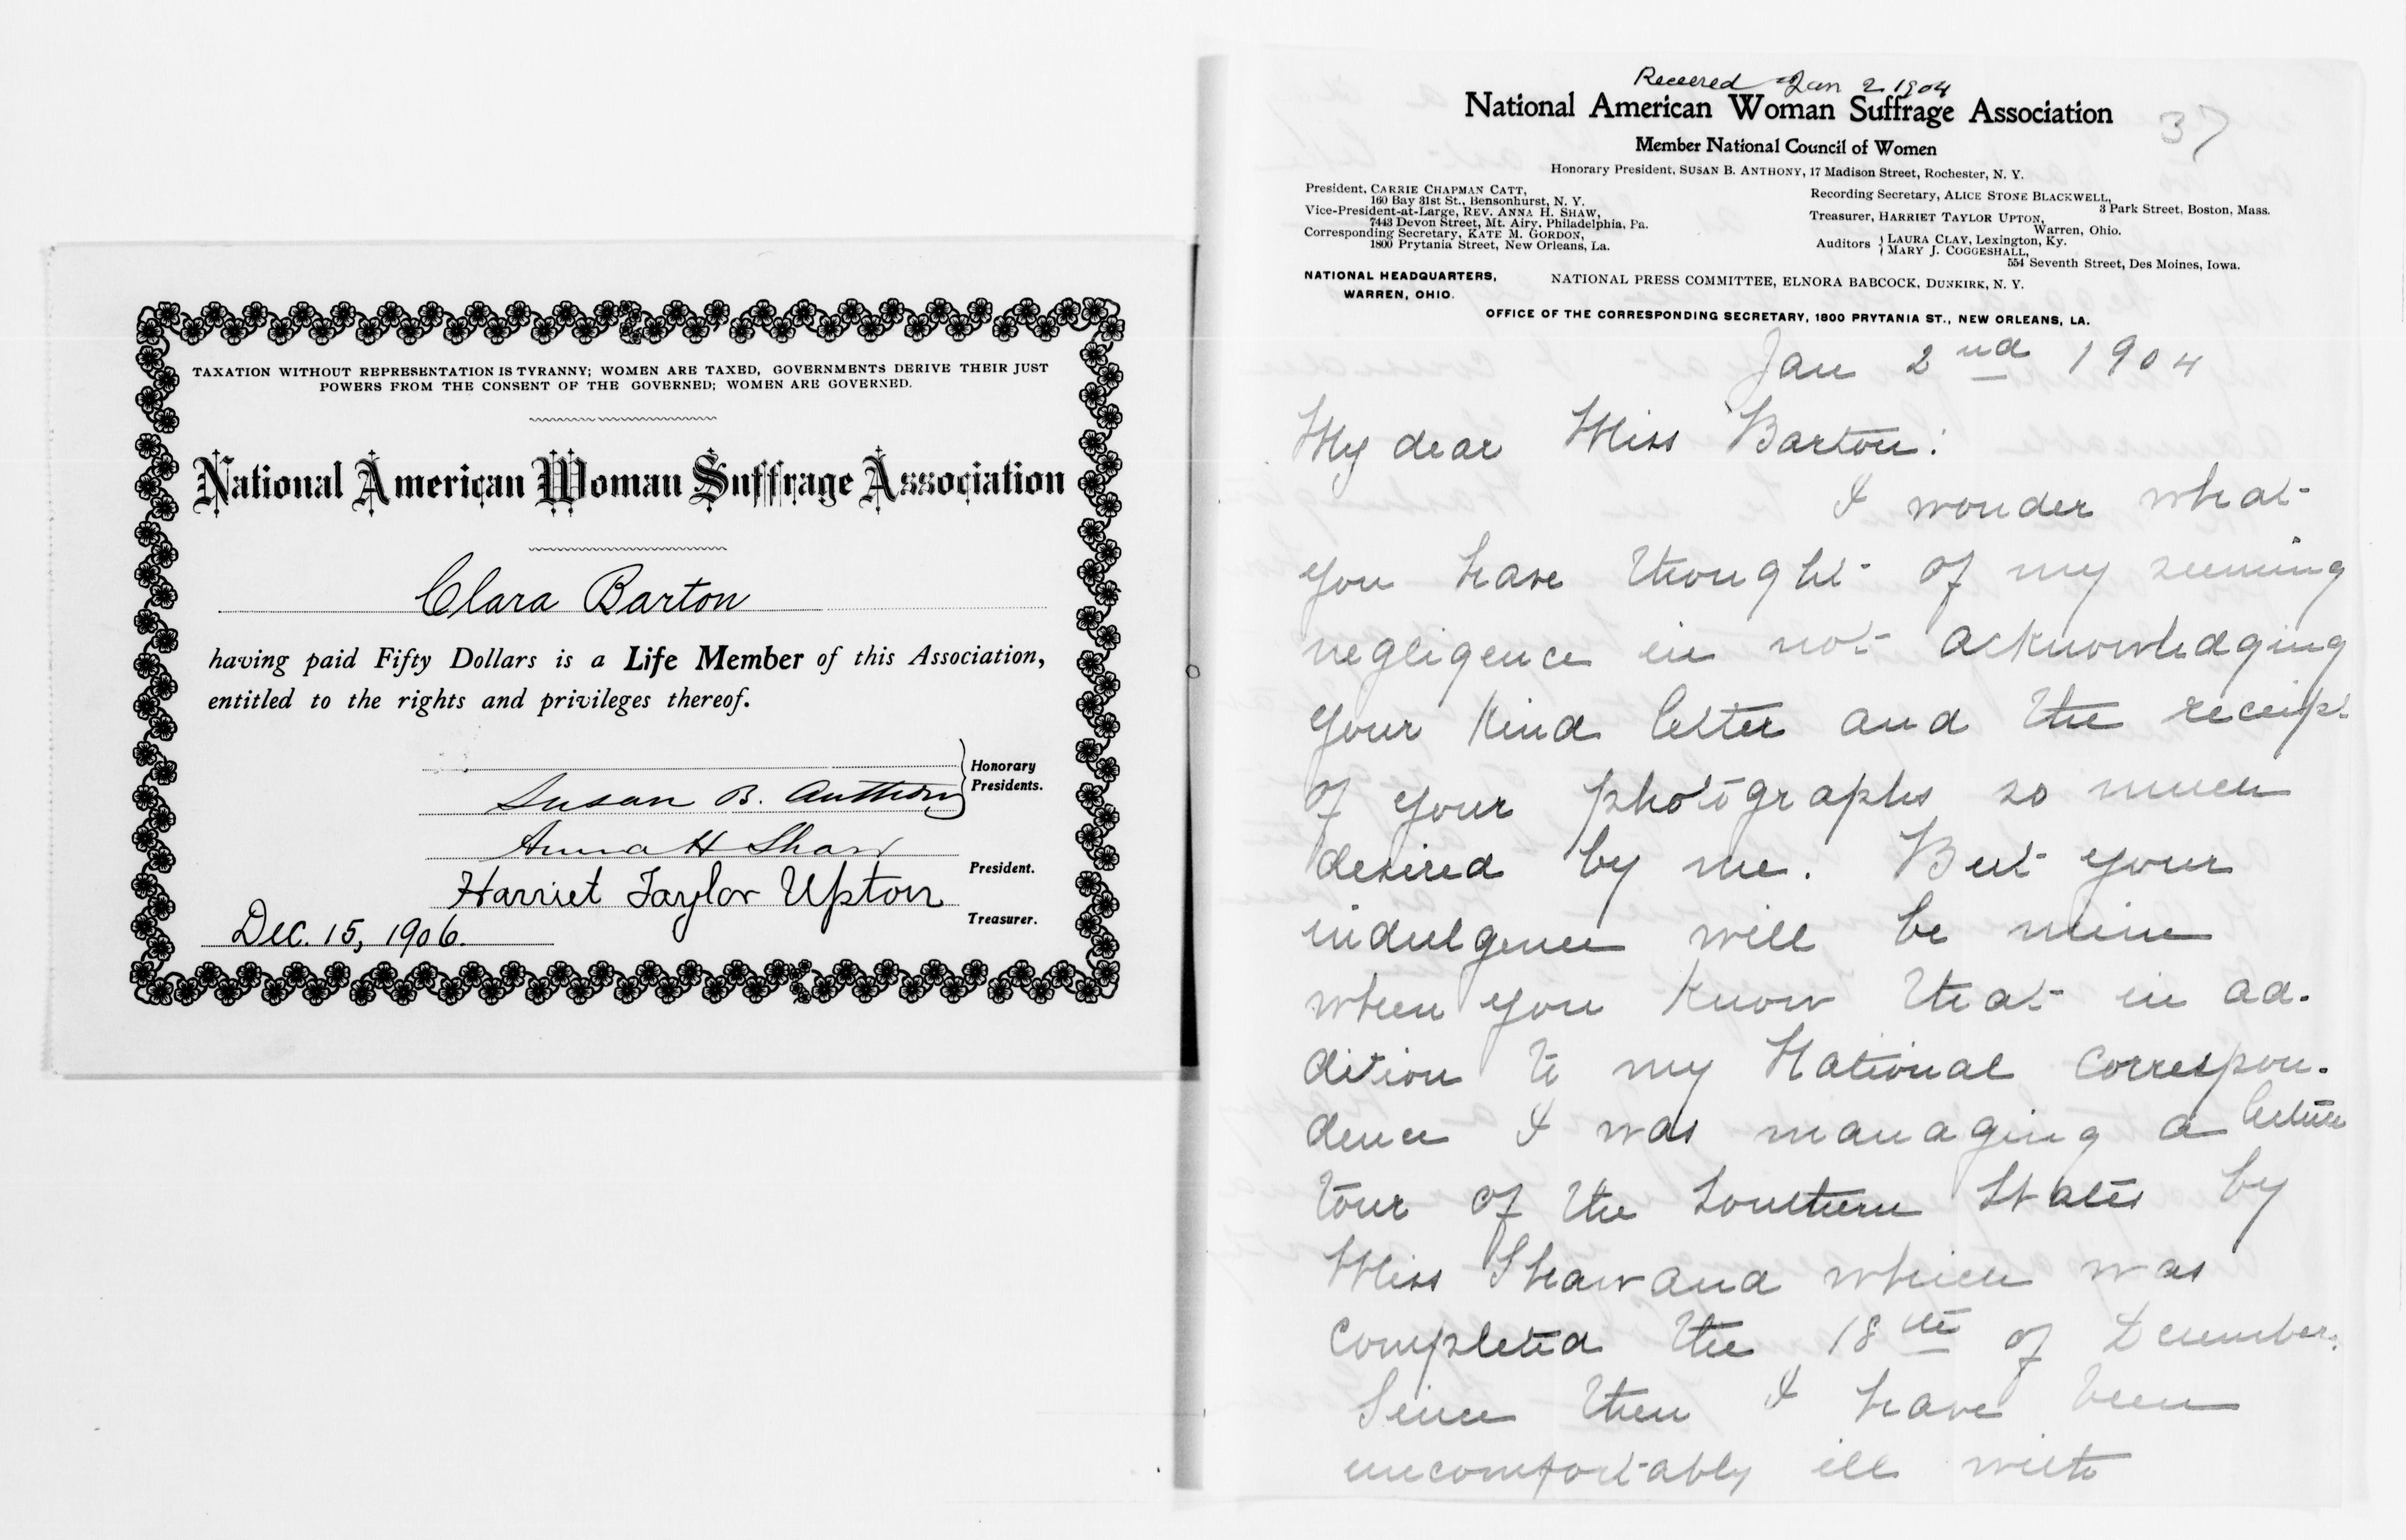 TAXATION WITHOUT REPRESENTATION IS TYRANNY; WOMEN ARE TAXED, GOVERNMENTS DERIVE THEIR JUST
POWERS FROM THE CONSENT OF THE GOVERNED; WOMEN ARE GOVERNED.
National American Woman Suffrage Association
Clara Barton
having paid Fifty Dollars is a Life Member of this Association,
entitled to the rights and privileges thereof.
Honorary
Presidents.
Susan B. Anthony
Anna H Shaw
President.
Harriet Taylor Upton
Treasurer.
Dec. 15, 1906.
Received Jan 2 1904
National American Woman Suffrage Association
37
Member National Council of Women
Honorary President, SUSAN B. ANTHONY, 17 Madison Street, Rochester, N. Y.
President, CARRIE CHAPMAN CATT,
160 Bay 31st St., Bensonhurst, N. Y.
Vice-President-at-Large, REV. ANNA H. SHAW,
7443 Devon Street, Mt. Airy, Philadelphia, Pa.
Corresponding Secretary, KATE M. GORDON,
1800 Prytania Street, New Orleans, La.
Recording Secretary, ALICE STONE BLACKWELL,
3 Park Street, Boston, Mass.
Treasurer, HARRIET TAYLOR UPTON,
Warren, Ohio.
Auditors { LAURA CLAY, Lexington, Ky.
MARY J. COGGESHALL,
554 Seventh Street, Des Moines, Iowa.
NATIONAL HEADQUARTERS,
WARREN, OHIO.
NATIONAL PRESS COMMITTEE, ELNORA BABCOCK, DUNKIRK, N. Y.
OFFICE OF THE CORRESPONDING SECRETARY, 1800 PRYTANIA ST., NEW ORLEANS, LA.
Jan 2nd 1904
My dear Miss Barton:
I wonder what
you have thought of my seeming
negligence in not acknowledging
your kind letter and the receipt
of your photographs so much
desired by me. But your
indulgence will be mine
when you know that in ad-
dition to my National correspon-
dence I was managing a lecture
tour of the Southern States by
Miss Shaw and which was
completed the 18th of December.
Since then I have been
uncomfortably ill with